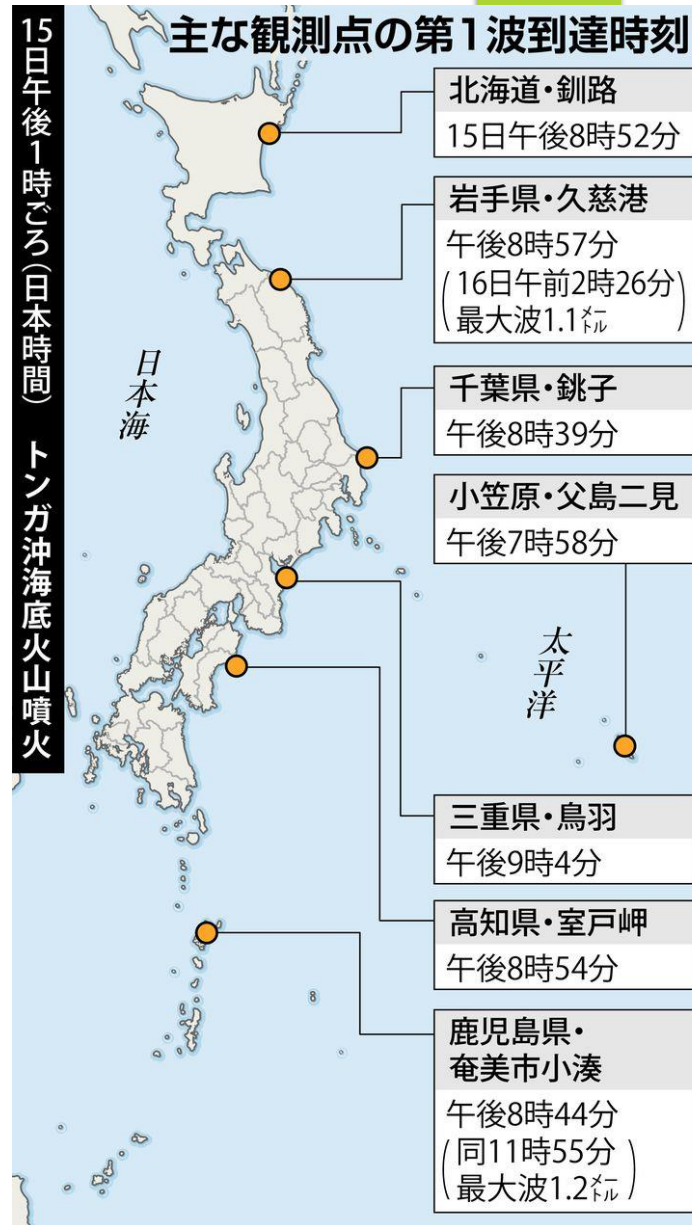 主な観測点の第1波到達時刻
15日午後1時ごろ(日本時間) トンガ沖海底火山噴火
北海道・釧路
15日午後8時52分
岩手県・久慈港
午後8時57分
(16日午前2時26分
最大波1.1メートル)
千葉県・銚子
午後8時39分
小笠原・父島二見
午後7時58分
日本海
太平洋
三重県・鳥羽
午後9時4分
高知県・室戸岬
午後8時54分
鹿児島県・
奄美市小湊
午後8時44分
(同11時55分
最大波1.2メートル)